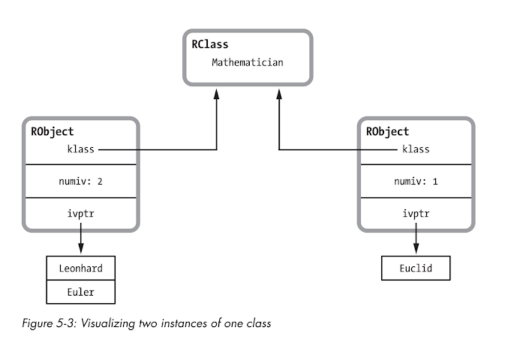 RClass
Mathematician
RObject
klass
numiv: 2
ivptr
Leonhard
Euler
RObject
klass
numiv: 1
ivptr
Euclid
Figure 5-3: Visualizing two instances of one class